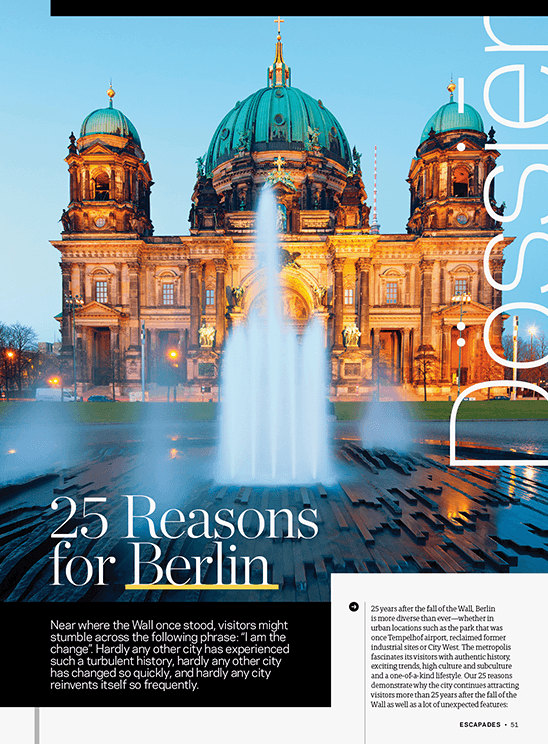 Dössiër
25 Reasons
for Berlin
Near where the Wall once stood, visitors might
stumble across the following phrase: “I am the
change”. Hardly any other city has experienced
such a turbulent history, hardly any other city
has changed so quickly, and hardly any city
reinvents itself so frequently.
25 years after the fall of the Wall, Berlin
is more diverse than ever—whether in
urban locations such as the park that was
once Tempelhof airport, reclaimed former
industrial sites or City West. The metropolis
fascinates its visitors with authentic history,
exciting trends, high culture and subculture
and a one-of-a-kind lifestyle. Our 25 reasons
demonstrate why the city continues attracting
visitors more than 25 years after the fall of the
Wall as well as a lot of unexpected features:
ESCAPADES • 51